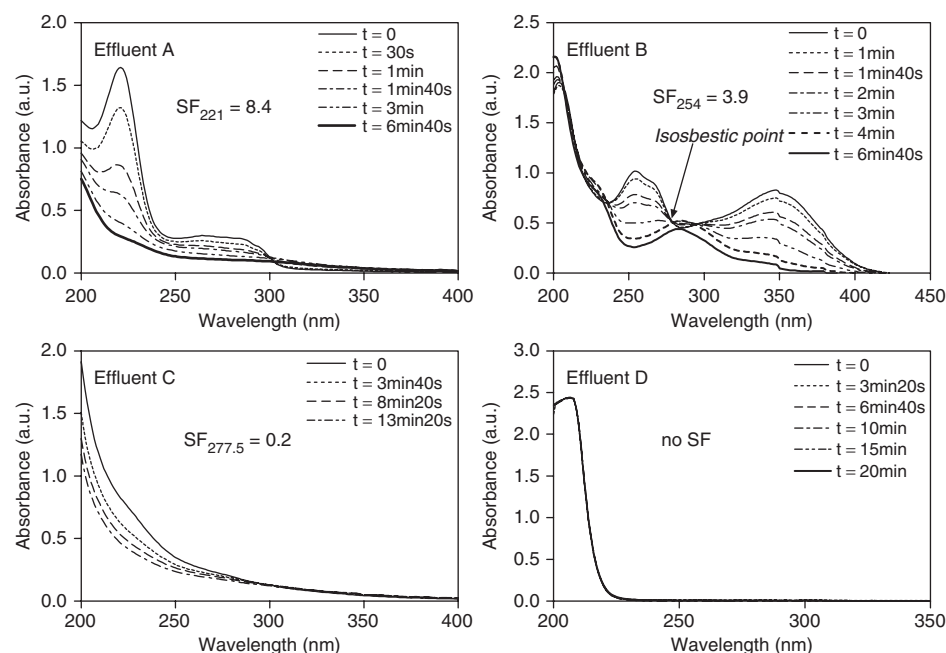 Effluent A
t = 0
t = 30s
t = 1min
t = 1min40s
t = 3min
t = 6min40s
SF221 = 8.4
Absorbance (a.u.)
2.0
1.5
1.0
0.5
0.0
200 250 300 350 400
Wavelength (nm)
Effluent B
t = 0
t = 1min
t = 1min40s
t = 2min
t = 3min
t = 4min
t = 6min40s
SF254 = 3.9
Isosbestic point
Absorbance (a.u.)
2.5
2.0
1.5
1.0
0.5
0.0
200 250 300 350 400 450
Wavelength (nm)
Effluent C
t = 0
t = 3min40s
t = 8min20s
t = 13min20s
SF277.5 = 0.2
Absorbance (a.u.)
2.0
1.5
1.0
0.5
0.0
200 250 300 350 400
Wavelength (nm)
Effluent D
t = 0
t = 3min20s
t = 6min40s
t = 10min
t = 15min
t = 20min
no SF
Absorbance (a.u.)
3.0
2.5
2.0
1.5
1.0
0.5
0.0
200 250 300 350
Wavelength (nm)